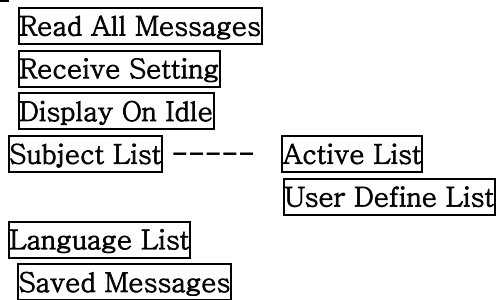 Read All Messages
Receive Setting
Display On Idle
Subject List ----- Active List
User Define List
Language List
Saved Messages